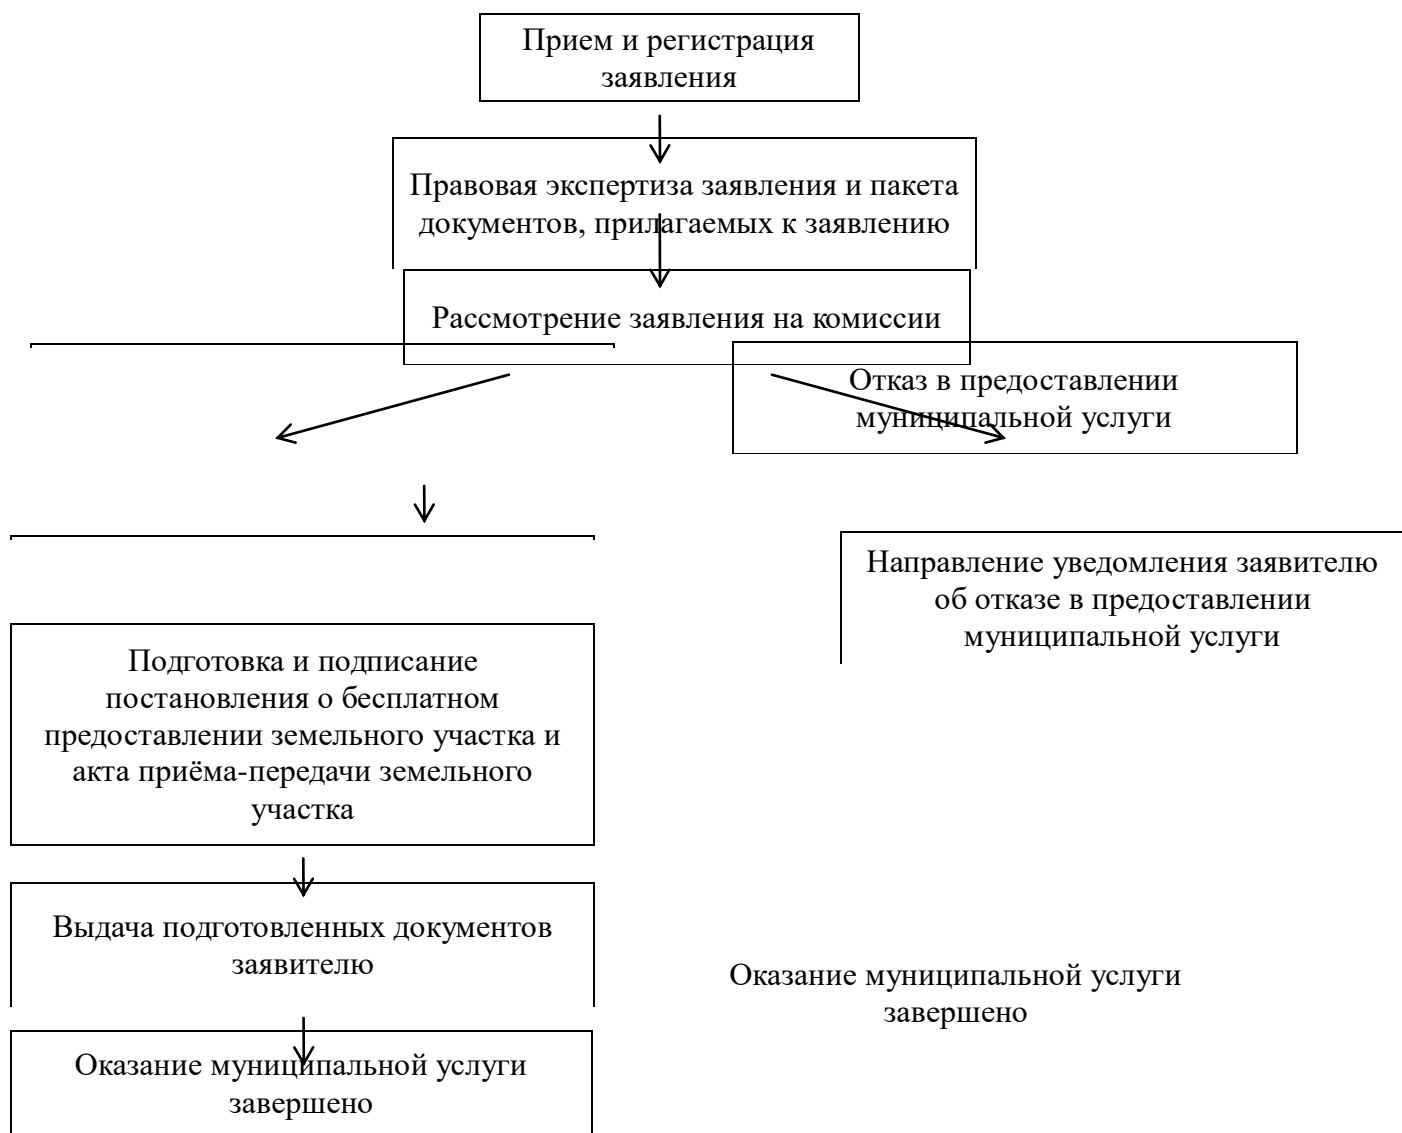 Прием и регистрация
заявления
Правовая экспертиза заявления и пакета
документов, прилагаемых к заявлению
Рассмотрение заявления на комиссии
Отказ в предоставлении
муниципальной услуги
Направление уведомления заявителю
об отказе в предоставлении
муниципальной услуги
Подготовка и подписание
постановления о бесплатном
предоставлении земельного участка и
акта приёма-передачи земельного
участка
Выдача подготовленных документов
заявителю
Оказание муниципальной услуги
завершено
Оказание муниципальной услуги
завершено